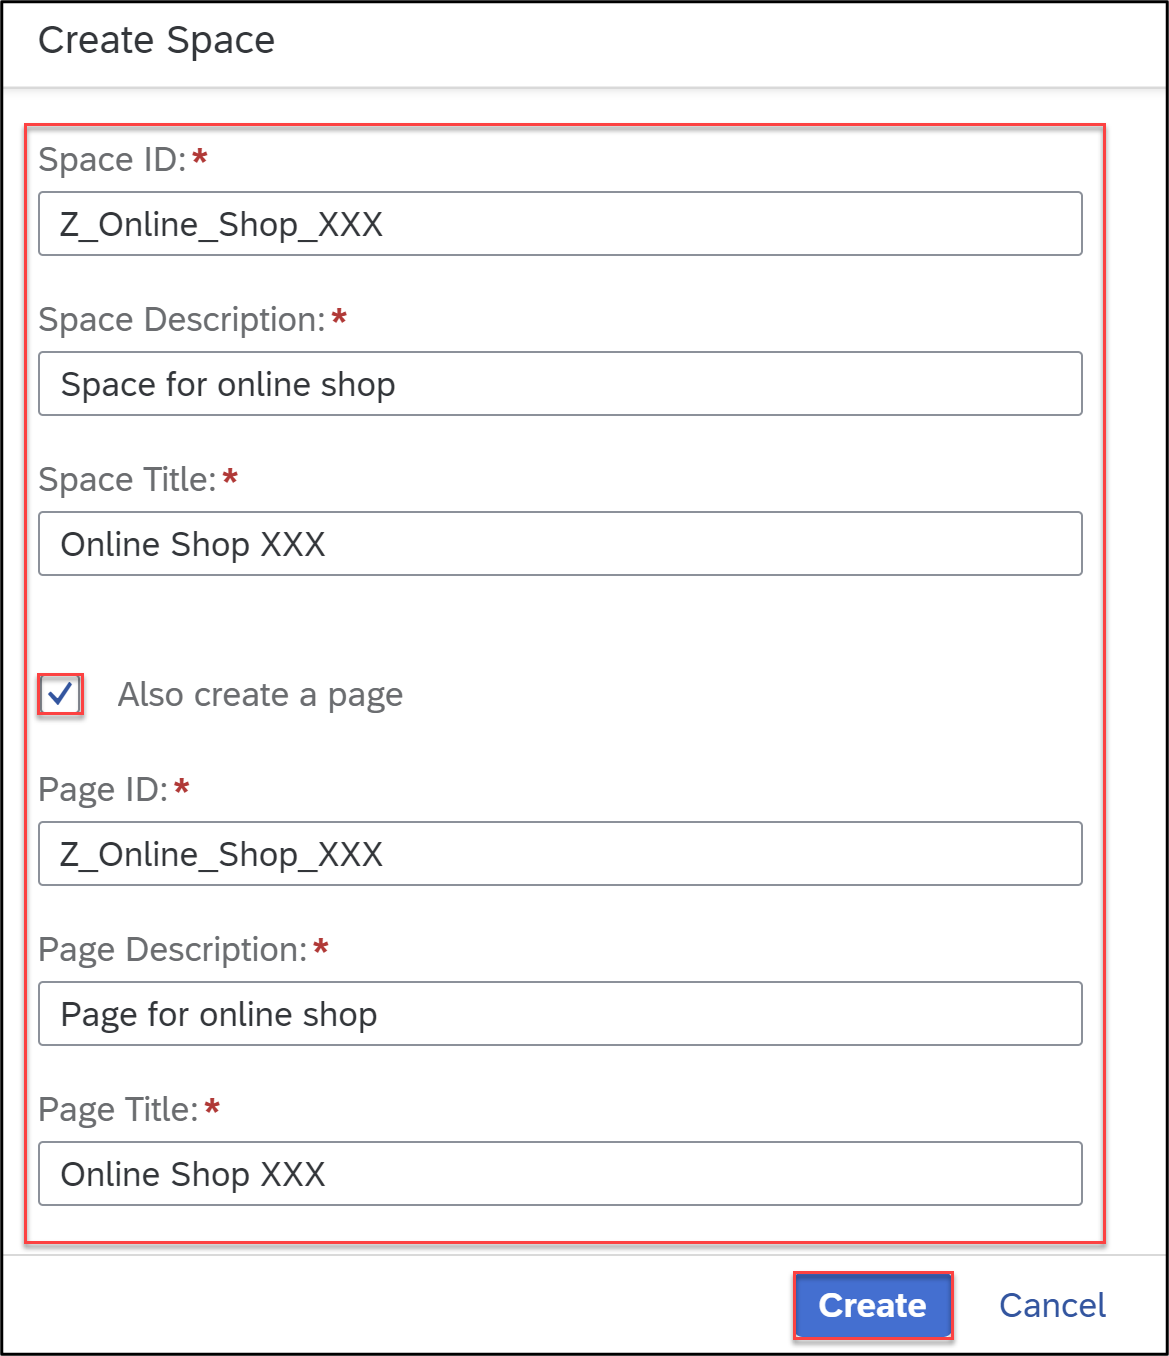 Create Space
Space ID:*
Z_Online_Shop_XXX
Space Description:*
Space for online shop
Space Title:*
Online Shop XXX
Also create a page
Page ID:*
Z_Online_Shop_XXX
Page Description:*
Page for online shop
Page Title:*
Online Shop XXX
Create Cancel